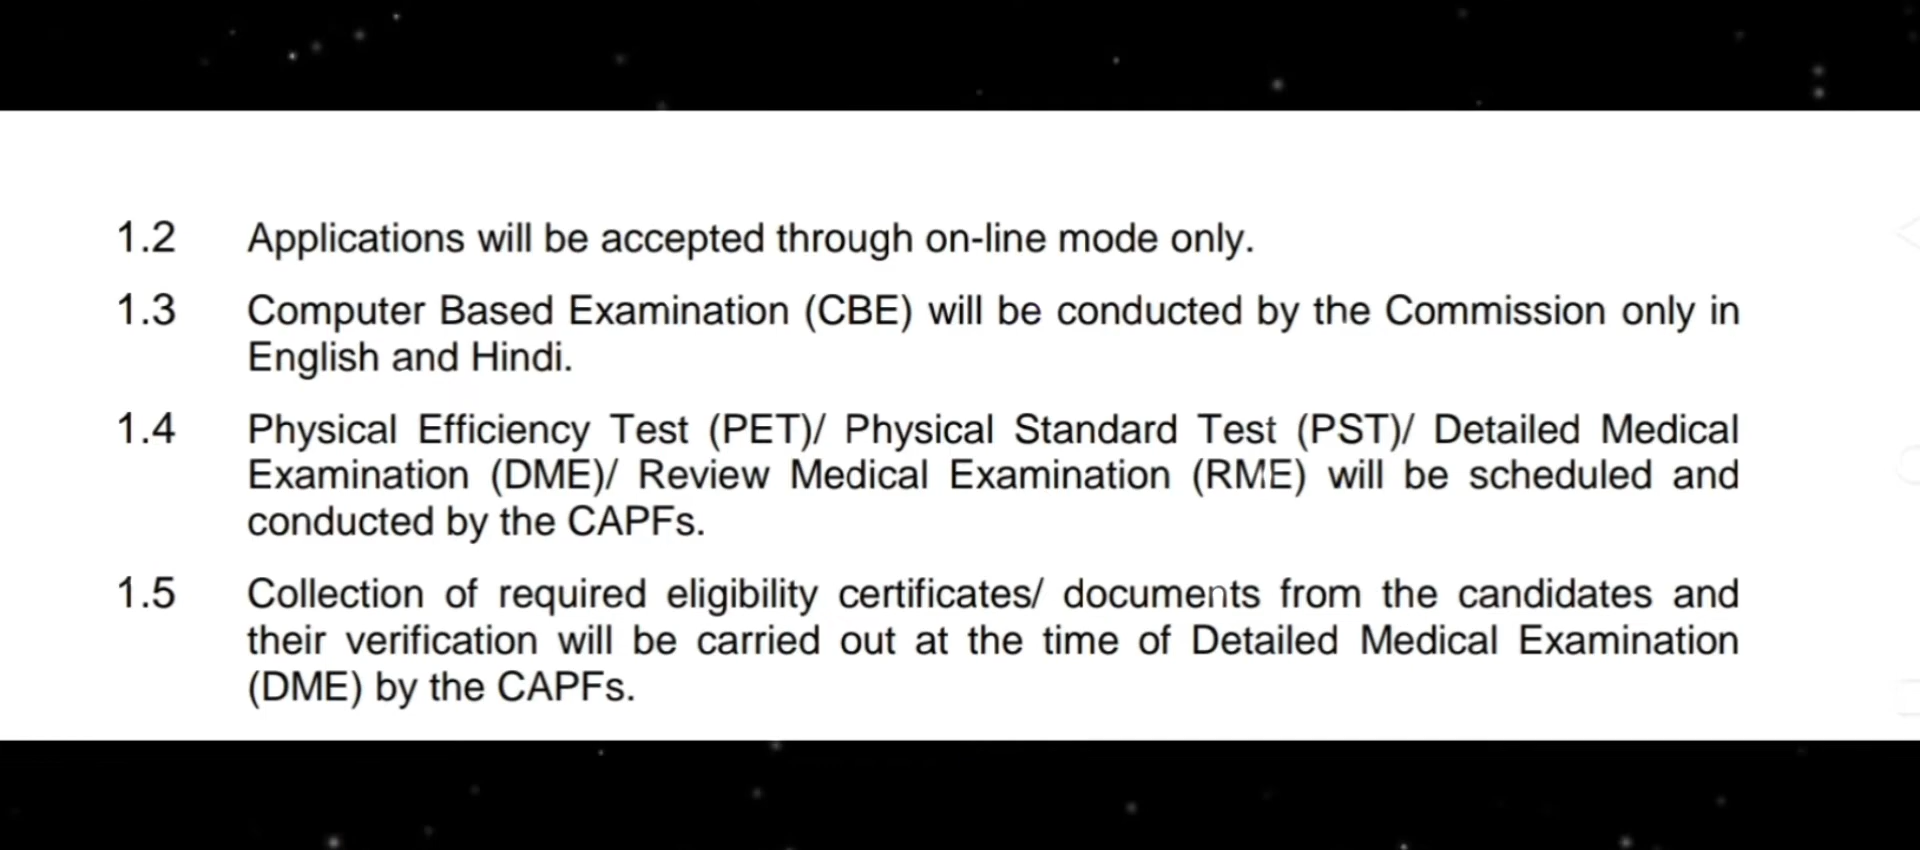 1.2 Applications will be accepted through on-line mode only.
1.3 Computer Based Examination (CBE) will be conducted by the Commission only in
English and Hindi.
1.4 Physical Efficiency Test (PET)/ Physical Standard Test (PST)/ Detailed Medical
Examination (DME)/ Review Medical Examination (RME) will be scheduled and
conducted by the CAPFs.
1.5 Collection of required eligibility certificates/ documents from the candidates and
their verification will be carried out at the time of Detailed Medical Examination
(DME) by the CAPFs.